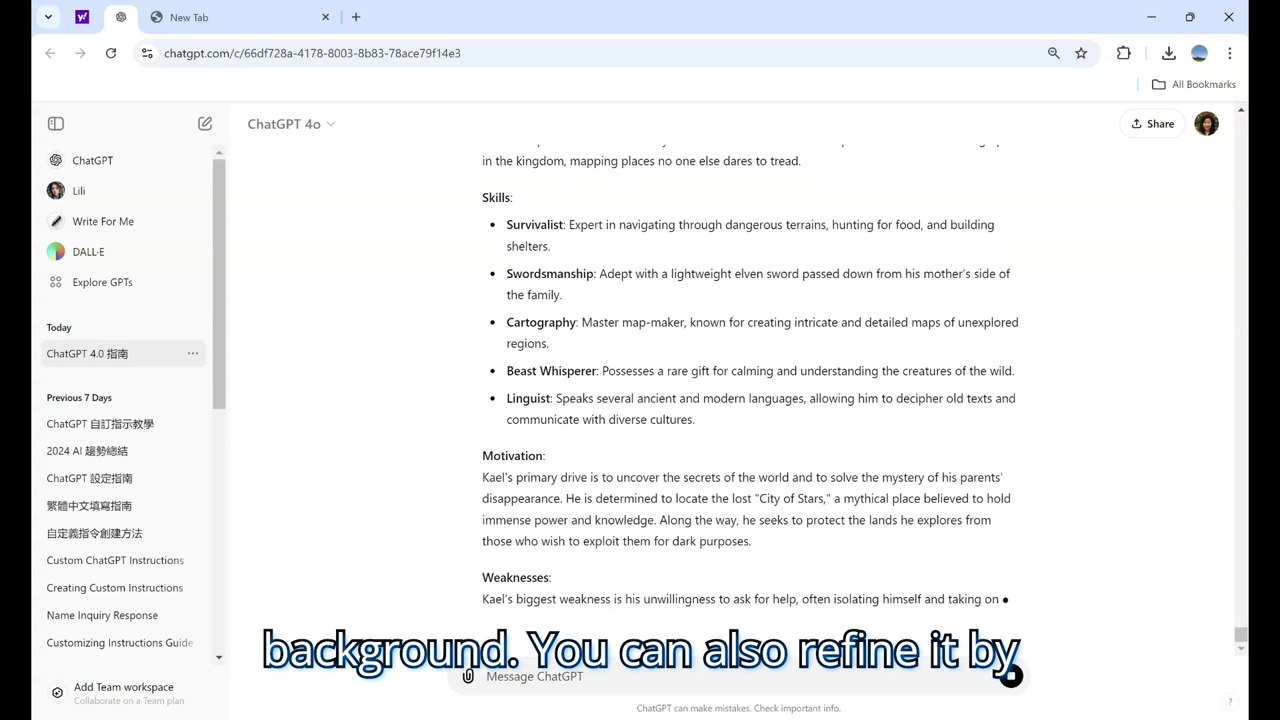 New Tab
chatgpt.com/c/66df728a-4178-8003-8b83-78ace79f14e3
All Bookmarks
ChatGPT 4o
Share
ChatGPT
Lili
Write For Me
DALL·E
Explore GPTs
Today
ChatGPT 4.0 指南
Previous 7 Days
ChatGPT 自訂指示教學
2024 AI 趨勢總結
ChatGPT 設定指南
繁體中文填寫指南
自定義指令創建方法
Custom ChatGPT Instructions
Creating Custom Instructions
Name Inquiry Response
Customizing Instructions Guide
Add Team workspace
Collaborate on a Team plan
in the kingdom, mapping places no one else dares to tread.
Skills:
Survivalist: Expert in navigating through dangerous terrains, hunting for food, and building
shelters.
Swordsmanship: Adept with a lightweight elven sword passed down from his mother's side of
the family.
Cartography: Master map-maker, known for creating intricate and detailed maps of unexplored
regions.
Beast Whisperer: Possesses a rare gift for calming and understanding the creatures of the wild.
Linguist: Speaks several ancient and modern languages, allowing him to decipher old texts and
communicate with diverse cultures.
Motivation:
Kael's primary drive is to uncover the secrets of the world and to solve the mystery of his parents'
disappearance. He is determined to locate the lost "City of Stars," a mythical place believed to hold
immense power and knowledge. Along the way, he seeks to protect the lands he explores from
those who wish to exploit them for dark purposes.
Weaknesses:
Kael's biggest weakness is his unwillingness to ask for help, often isolating himself and taking on
background. You can also refine it by
Message ChatGPT
ChatGPT can make mistakes. Check important info.
?